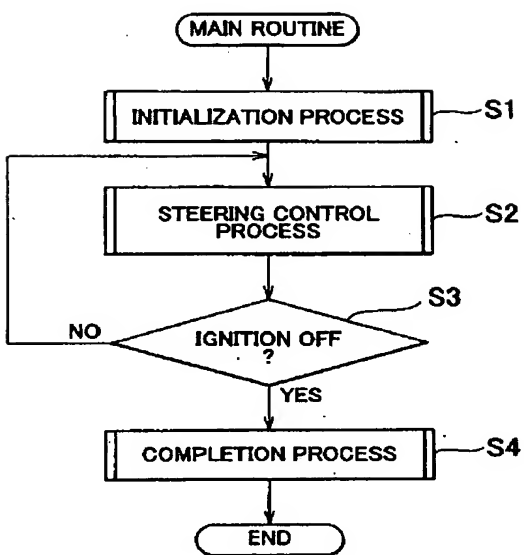 MAIN ROUTINE
INITIALIZATION PROCESS
S1
STEERING CONTROL
PROCESS
S2
S3
IGNITION OFF
?
NO
YES
COMPLETION PROCESS
S4
END